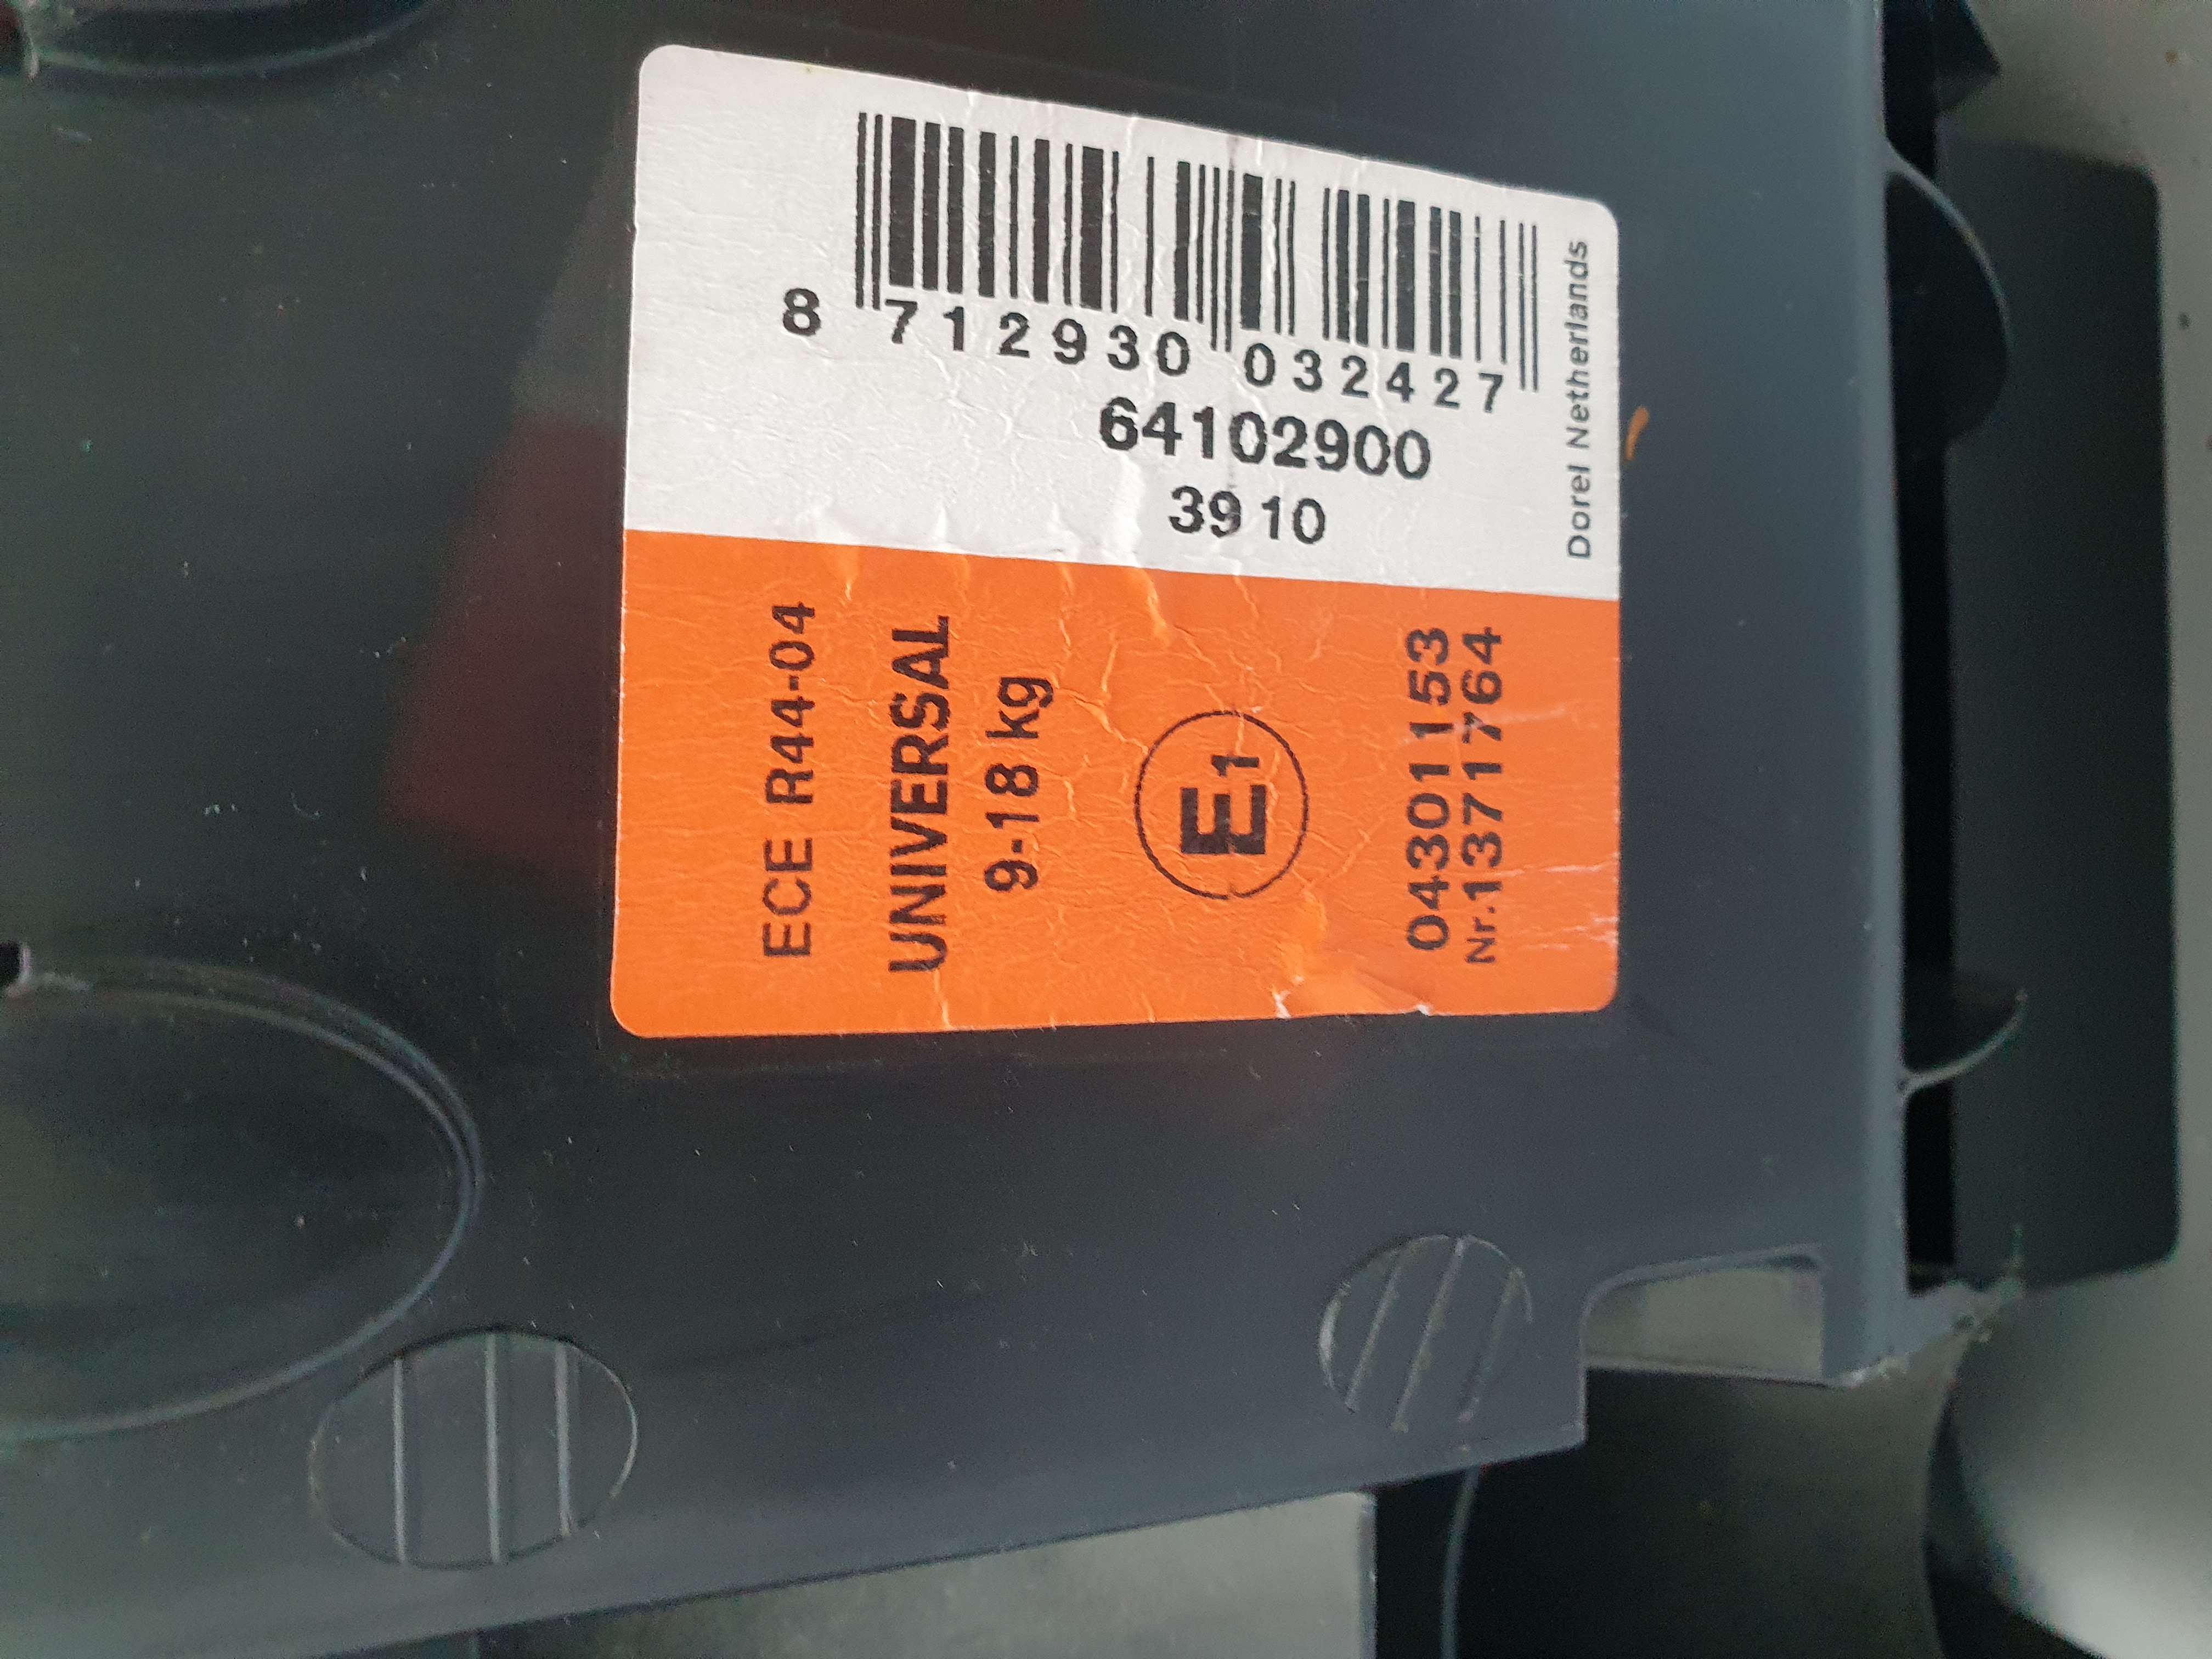 8 712930 032427
64102900
3910
Dorel Netherlands
ECE R44-04
UNIVERSAL
9-18 kg
E1
04301153
Nr.1371764